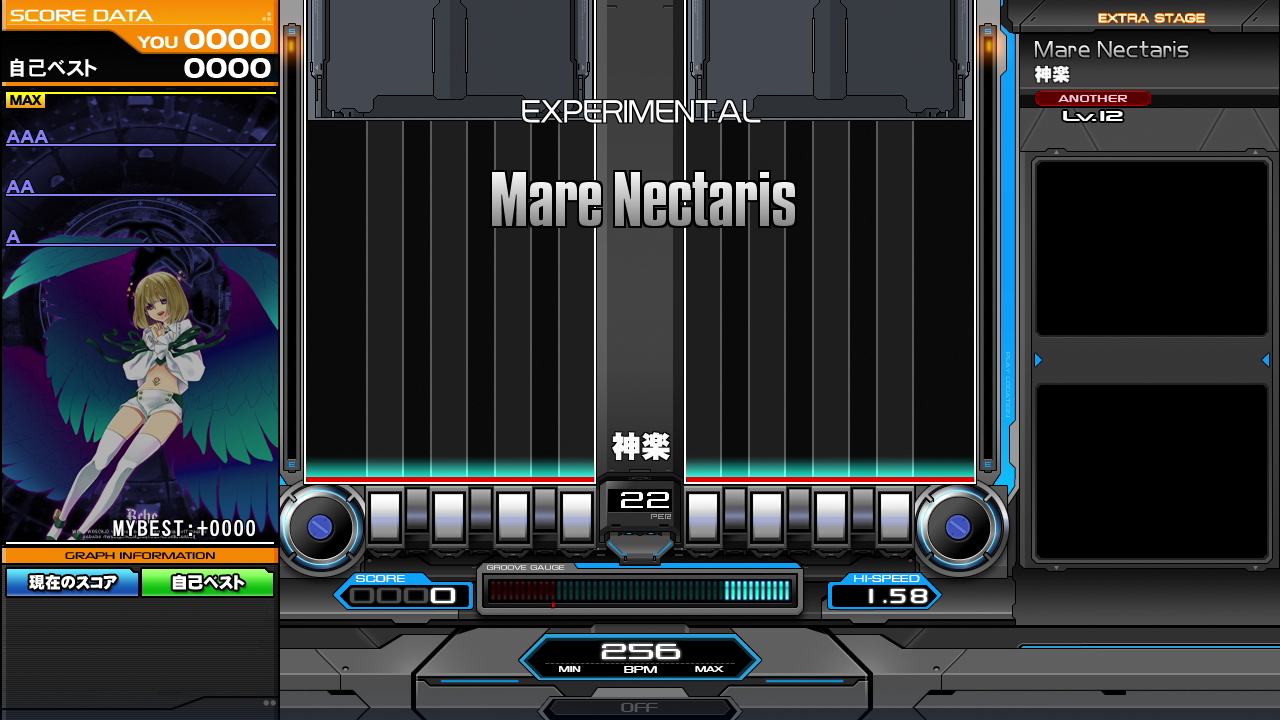 SCORE DATA
YOU 0000
自己ベスト 0000
MAX
AAA
AA
A
MYBEST:+0000
GRAPH INFORMATION
現在のスコア 自己ベスト
EXPERIMENTAL
Mare Nectaris
神楽
22
PER
GROOVE GAUGE
SCORE
0000
HI-SPEED
1.58
256
MIN BPM MAX
OFF
EXTRA STAGE
Mare Nectaris
神楽
ANOTHER
Lv.12